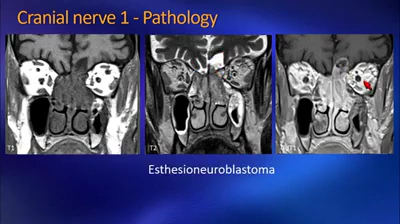 Cranial nerve 1 - Pathology
T1
T2
Esthesioneuroblastoma